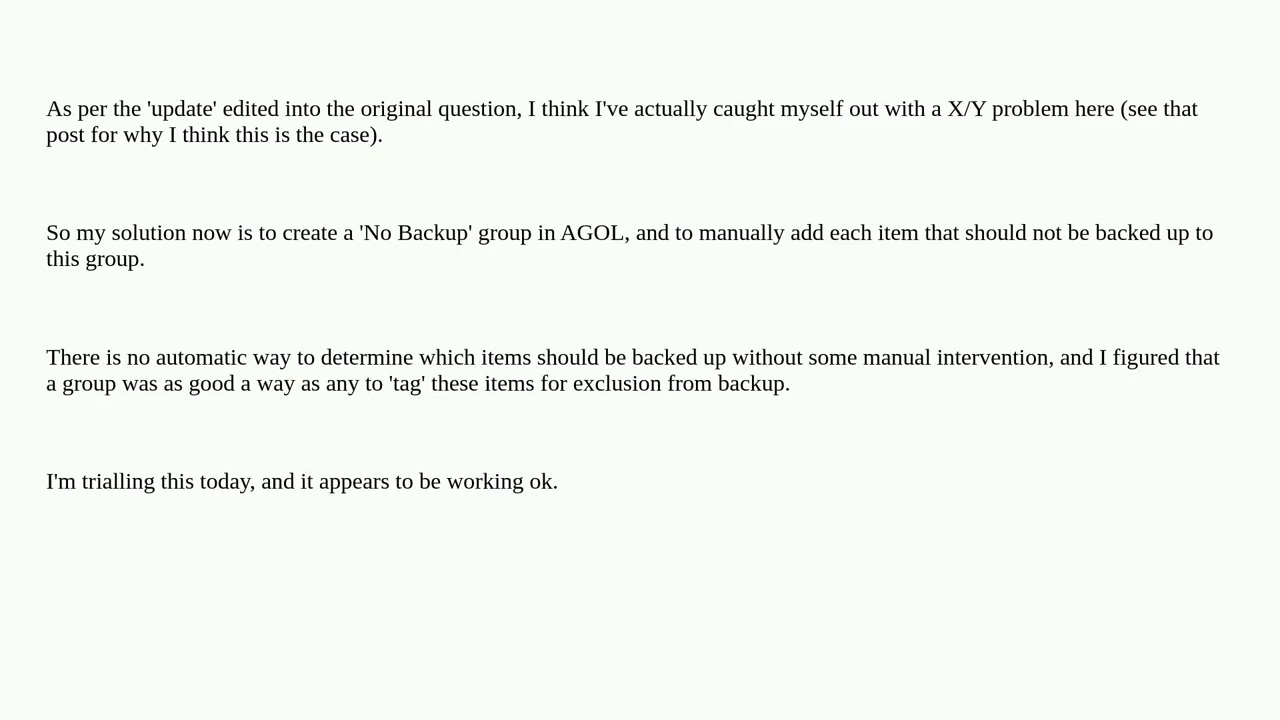 As per the 'update' edited into the original question, I think I've actually caught myself out with a X/Y problem here (see that
post for why I think this is the case).
So my solution now is to create a 'No Backup' group in AGOL, and to manually add each item that should not be backed up to
this group.
There is no automatic way to determine which items should be backed up without some manual intervention, and I figured that
a group was as good a way as any to 'tag' these items for exclusion from backup.
I'm trialling this today, and it appears to be working ok.